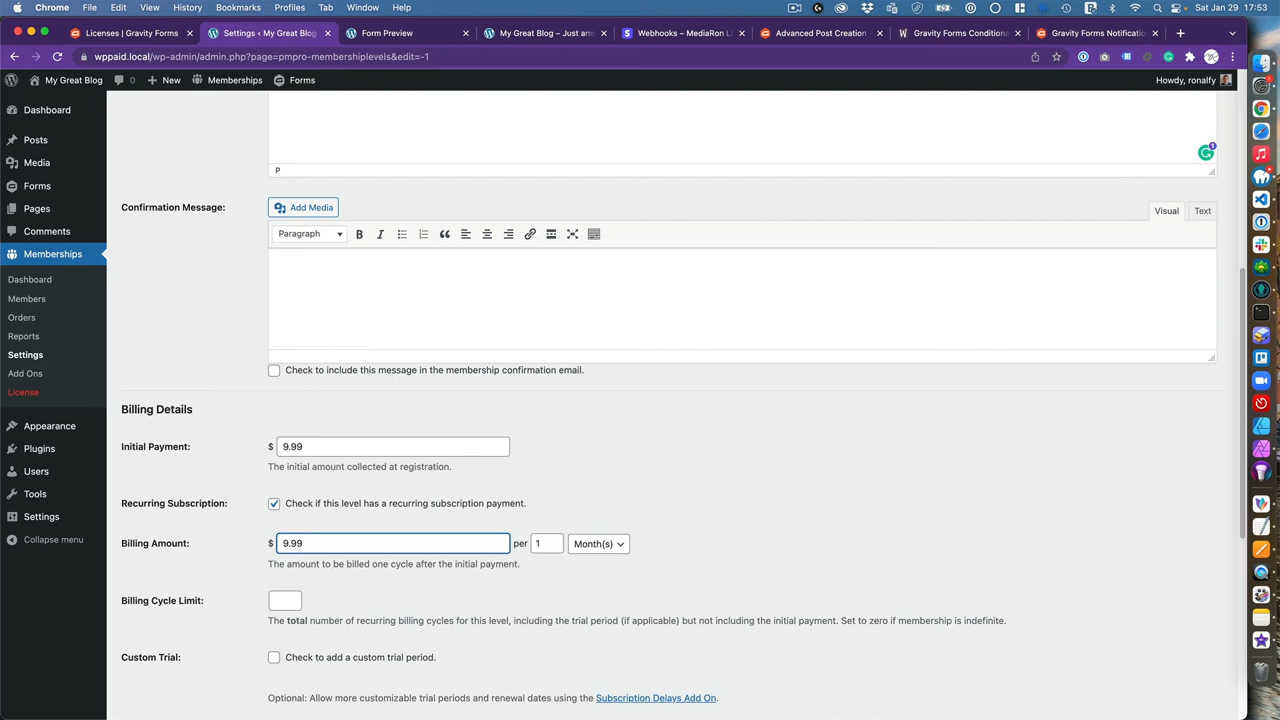 Chrome File Edit View History Bookmarks Profiles Tab Window Help Sat Jan 29 17:53
Licenses | Gravity Forms Settings ‹ My Great Blog Form Preview My Great Blog – Just an Webhooks – MediaRon L Advanced Post Creation Gravity Forms Condition Gravity Forms Notificatio
wppaid.local/wp-admin/admin.php?page=pmpro-membershiplevels&edit=-1
My Great Blog 0 New Memberships Forms Howdy, ronalfy
Dashboard
Posts
Media
Forms
Pages
Comments
Memberships
Dashboard
Members
Orders
Reports
Settings
Add Ons
License
Appearance
Plugins
Users
Tools
Settings
Collapse menu
1
P
Confirmation Message:
Add Media
Visual Text
Paragraph B I
Check to include this message in the membership confirmation email.
Billing Details
Initial Payment: $ 9.99
The initial amount collected at registration.
Recurring Subscription: Check if this level has a recurring subscription payment.
Billing Amount: $ 9.99 per 1 Month(s)
The amount to be billed one cycle after the initial payment.
Billing Cycle Limit:
The total number of recurring billing cycles for this level, including the trial period (if applicable) but not including the initial payment. Set to zero if membership is indefinite.
Custom Trial: Check to add a custom trial period.
Optional: Allow more customizable trial periods and renewal dates using the Subscription Delays Add On.